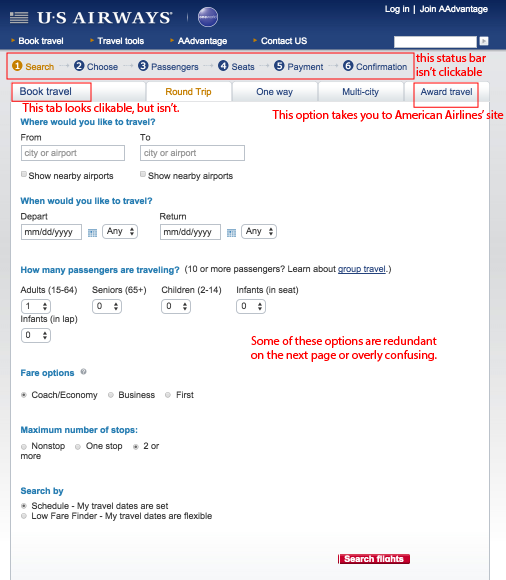 Log in | Join AAdvantage
U·S AIRWAYS
Book travel Travel tools AAdvantage Contact US
1 Search 2 Choose 3 Passengers 4 Seats 5 Payment 6 Confirmation
this status bar
isn't clickable
Book travel Round Trip One way Multi-city Award travel
This tab looks clikable, but isn't.
This option takes you to American Airlines' site
Where would you like to travel?
From To
city or airport city or airport
Show nearby airports Show nearby airports
When would you like to travel?
Depart Return
mm/dd/yyyy Any mm/dd/yyyy Any
How many passengers are traveling? (10 or more passengers? Learn about group travel.)
Adults (15-64) Seniors (65+) Children (2-14) Infants (in seat)
1 0 0 0
Infants (in lap)
0
Some of these options are redundant
on the next page or overly confusing.
Fare options
Coach/Economy Business First
Maximum number of stops:
Nonstop One stop 2 or
more
Search by
Schedule - My travel dates are set
Low Fare Finder - My travel dates are flexible
Search flights